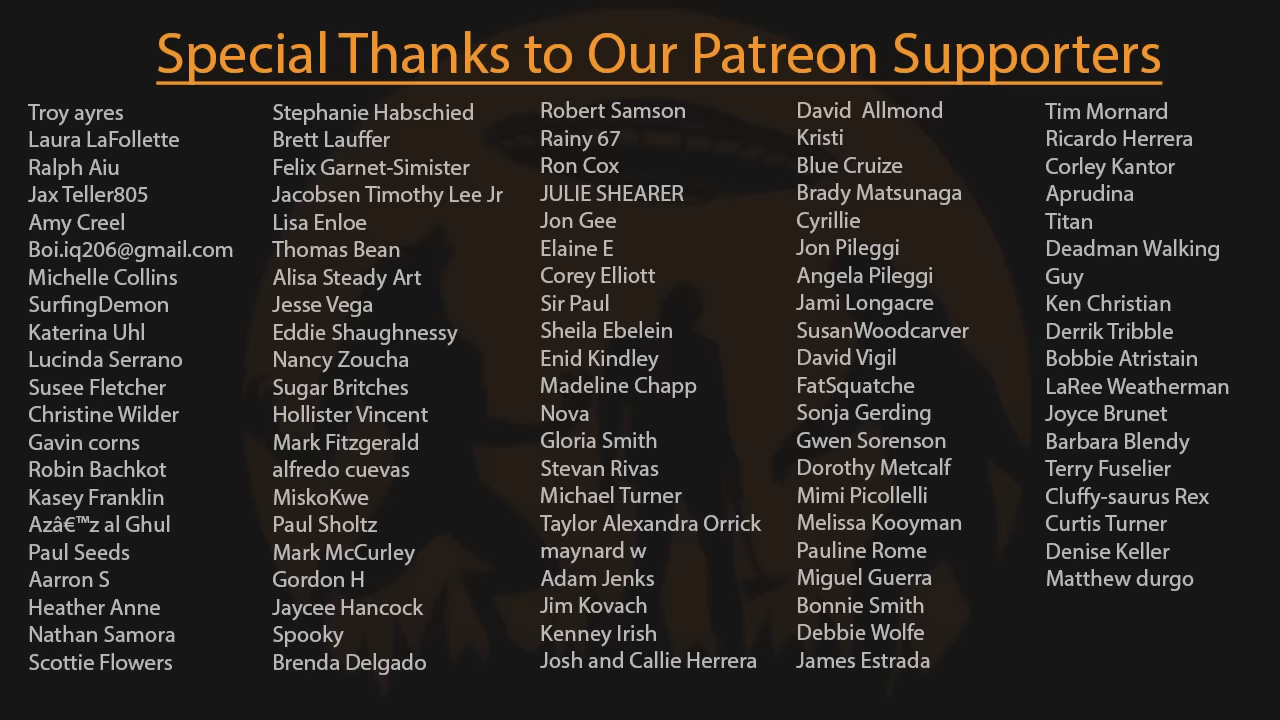 Special Thanks to Our Patreon Supporters
Troy ayres
Laura LaFollette
Ralph Aiu
Jax Teller805
Amy Creel
Boi.iq206@gmail.com
Michelle Collins
SurfingDemon
Katerina Uhl
Lucinda Serrano
Susee Fletcher
Christine Wilder
Gavin corns
Robin Bachkot
Kasey Franklin
Azâ€™z al Ghul
Paul Seeds
Aarron S
Heather Anne
Nathan Samora
Scottie Flowers
Stephanie Habschied
Brett Lauffer
Felix Garnet-Simister
Jacobsen Timothy Lee Jr
Lisa Enloe
Thomas Bean
Alisa Steady Art
Jesse Vega
Eddie Shaughnessy
Nancy Zoucha
Sugar Britches
Hollister Vincent
Mark Fitzgerald
alfredo cuevas
MiskoKwe
Paul Sholtz
Mark McCurley
Gordon H
Jaycee Hancock
Spooky
Brenda Delgado
Robert Samson
Rainy 67
Ron Cox
JULIE SHEARER
Jon Gee
Elaine E
Corey Elliott
Sir Paul
Sheila Ebelein
Enid Kindley
Madeline Chapp
Nova
Gloria Smith
Stevan Rivas
Michael Turner
Taylor Alexandra Orrick
maynard w
Adam Jenks
Jim Kovach
Kenney Irish
Josh and Callie Herrera
David  Allmond
Kristi
Blue Cruize
Brady Matsunaga
Cyrillie
Jon Pileggi
Angela Pileggi
Jami Longacre
SusanWoodcarver
David Vigil
FatSquatche
Sonja Gerding
Gwen Sorenson
Dorothy Metcalf
Mimi Picollelli
Melissa Kooyman
Pauline Rome
Miguel Guerra
Bonnie Smith
Debbie Wolfe
James Estrada
Tim Mornard
Ricardo Herrera
Corley Kantor
Aprudina
Titan
Deadman Walking
Guy
Ken Christian
Derrik Tribble
Bobbie Atristain
LaRee Weatherman
Joyce Brunet
Barbara Blendy
Terry Fuselier
Cluffy-saurus Rex
Curtis Turner
Denise Keller
Matthew durgo